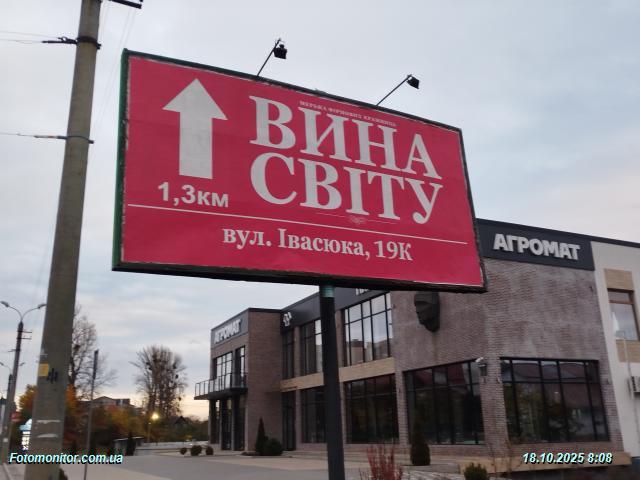 МЕРЕЖА ФІРМОВИХ КРАМНИЦЬ
ВИНА
СВІТУ
1,3км
вул. Івасюка, 19К
АГРОМАТ
АГРОМАТ
Fotomonitor.com.ua
18.10.2025 8:08